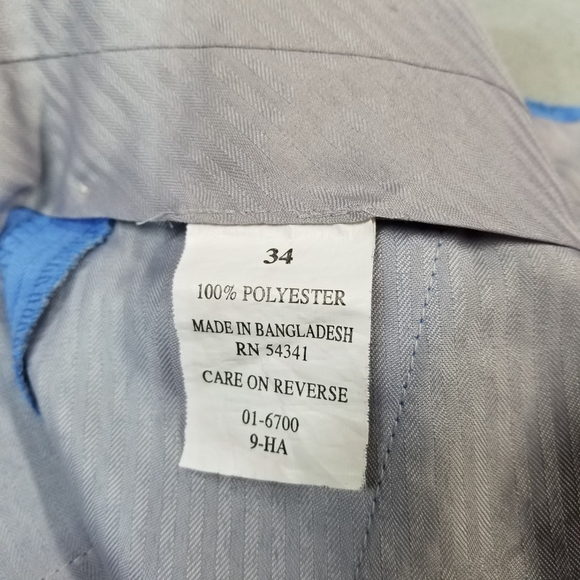 34
100% POLYESTER
MADE IN BANGLADESH
RN 54341
CARE ON REVERSE
01-6700
9-HA